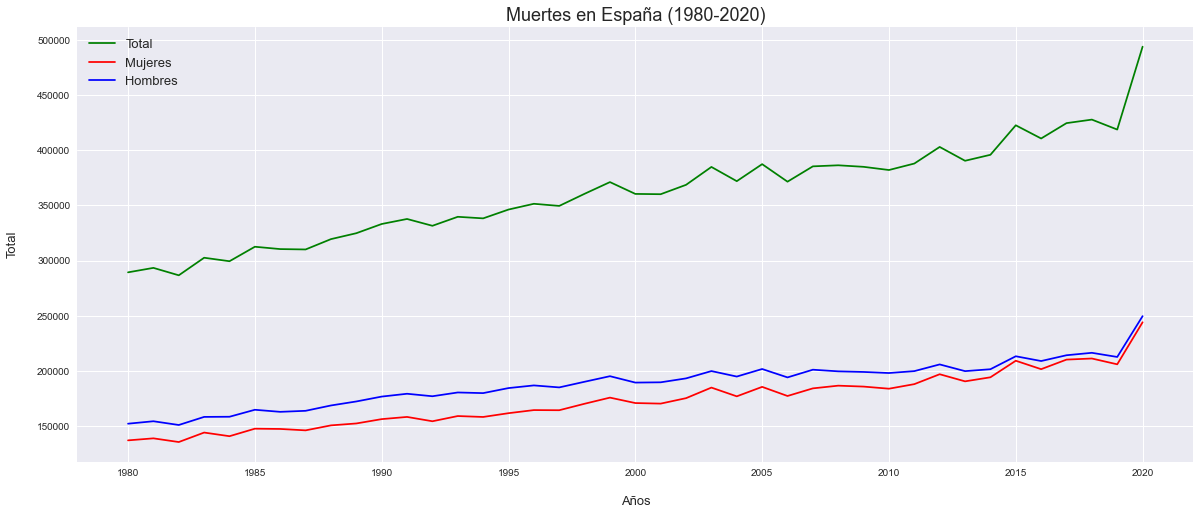 Muertes en España (1980-2020)
Total
Mujeres
Hombres
500000
450000
400000
350000
300000
250000
200000
150000
Total
1980 1985 1990 1995 2000 2005 2010 2015 2020
Años